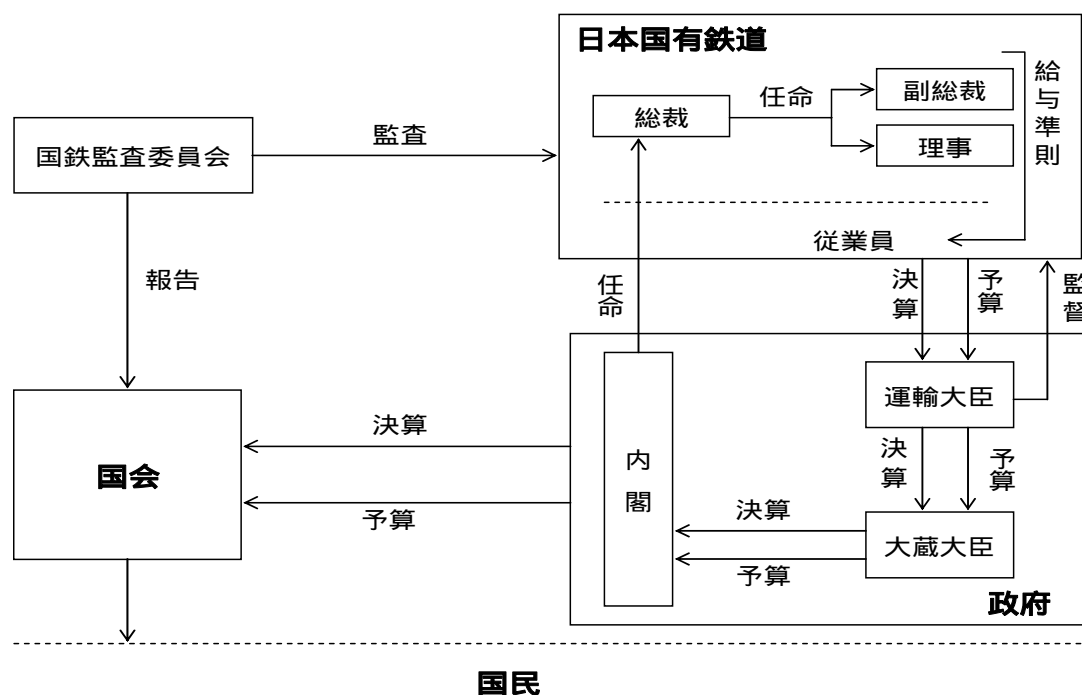 日本国有鉄道
総裁
任命
副総裁
理事
給与準則
従業員
国鉄監査委員会
監査
報告
任命
決算
予算
監督
運輸大臣
決算
予算
大蔵大臣
決算
予算
内閣
政府
決算
予算
国会
国民